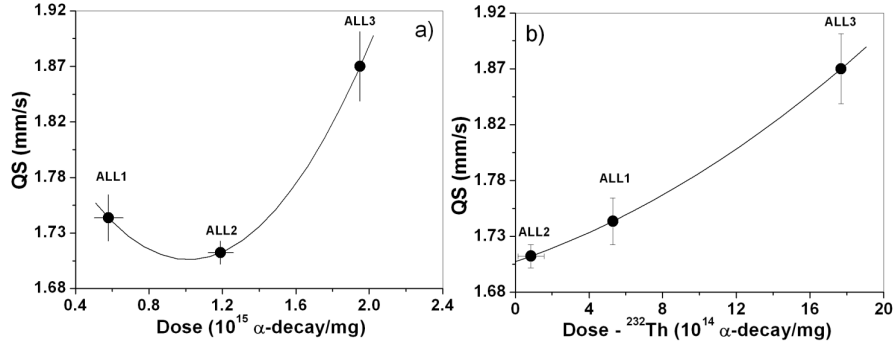 a)
QS (mm/s)
1.92
1.87
1.82
1.78
1.73
1.68
ALL1
ALL2
ALL3
0.4 0.8 1.2 1.6 2.0 2.4
Dose (10¹⁵ α-decay/mg)
b)
QS (mm/s)
1.92
1.87
1.82
1.78
1.73
1.68
ALL2
ALL1
ALL3
0 4 8 12 16 20
Dose - ²³²Th (10¹⁴ α-decay/mg)